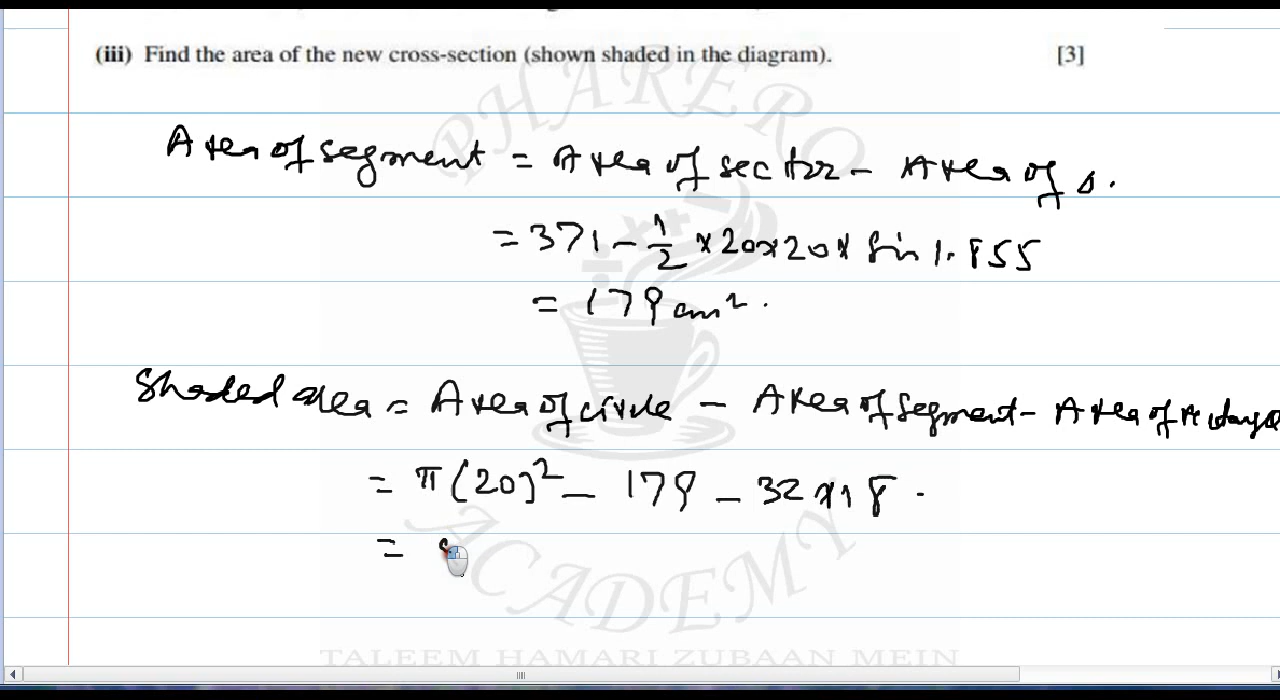 (iii) Find the area of the new cross-section (shown shaded in the diagram). [3]
Area of segment = Area of sector - Area of Δ.
= 371 - 1/2 × 20 × 20 × Sin 1.855
= 179 cm².
Shaded area = Area of circle - Area of Segment - Area of
= π(20)² - 179 - 32 × 18.
=
PHARERO
ACADEMY
TALEEM HAMARI ZUBAAN MEIN